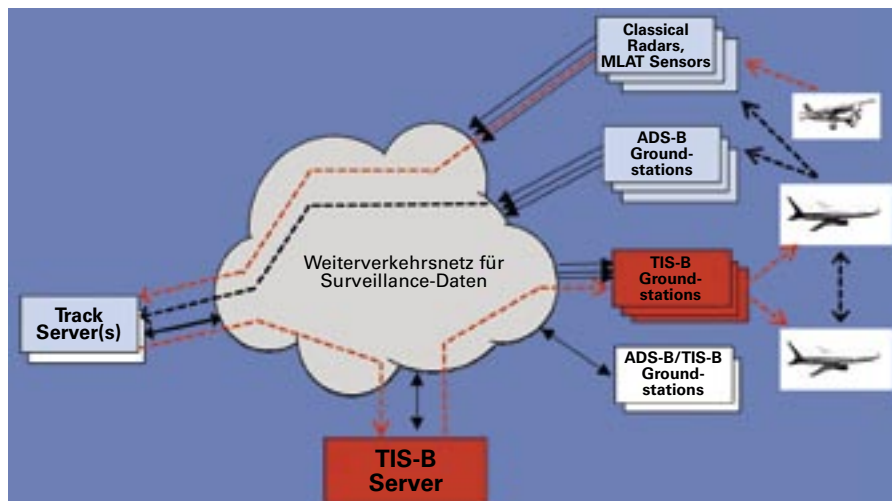 Classical
Radars,
MLAT Sensors
ADS-B
Ground-
stations
Weiterverkehrsnetz für
Surveillance-Daten
TIS-B
Ground-
stations
Track
Server(s)
ADS-B/TIS-B
Ground-
stations
TIS-B
Server